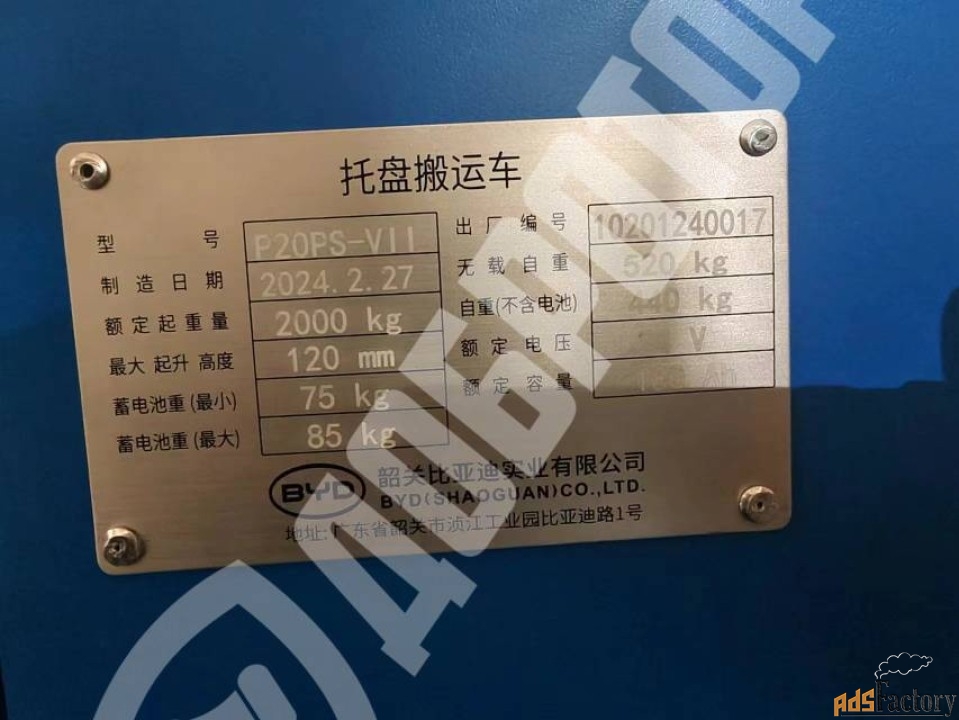 托盘搬运车
型 号 P20PS-VII
出厂编号 10201240017
制造日期 2024.2.27
无载自重 520 kg
额定起重量 2000 kg
自重(不含电池) 440 kg
最大起升高度 120 mm
额定电压 V
蓄电池重(最小) 75 kg
额定容量 Ah
蓄电池重(最大) 85 kg
BYD 韶关比亚迪实业有限公司
BYD(SHAOGUAN)CO.,LTD.
地址:广东省韶关市浈江工业园比亚迪路1号
ДОБРОТОР
AdsFactory